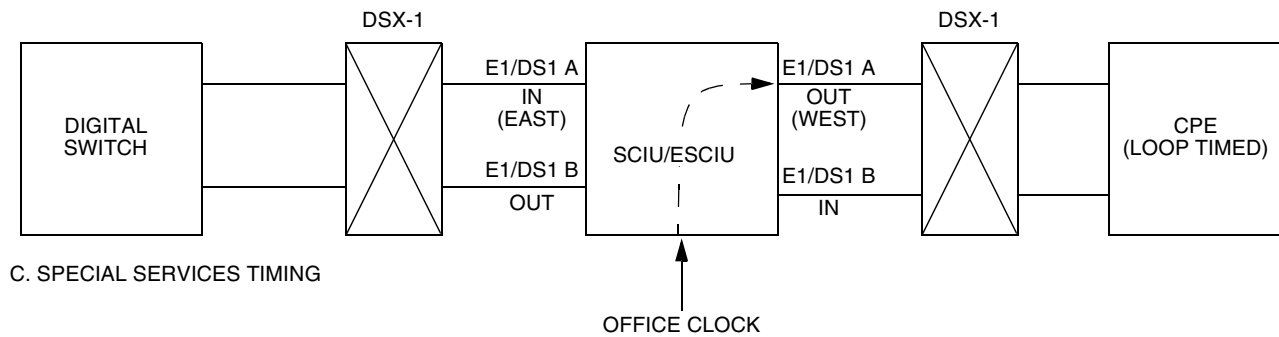 DSX-1
DSX-1
DIGITAL
SWITCH
E1/DS1 A
IN
(EAST)
E1/DS1 B
OUT
SCIU/ESCIU
E1/DS1 A
OUT
(WEST)
E1/DS1 B
IN
CPE
(LOOP TIMED)
C. SPECIAL SERVICES TIMING
OFFICE CLOCK